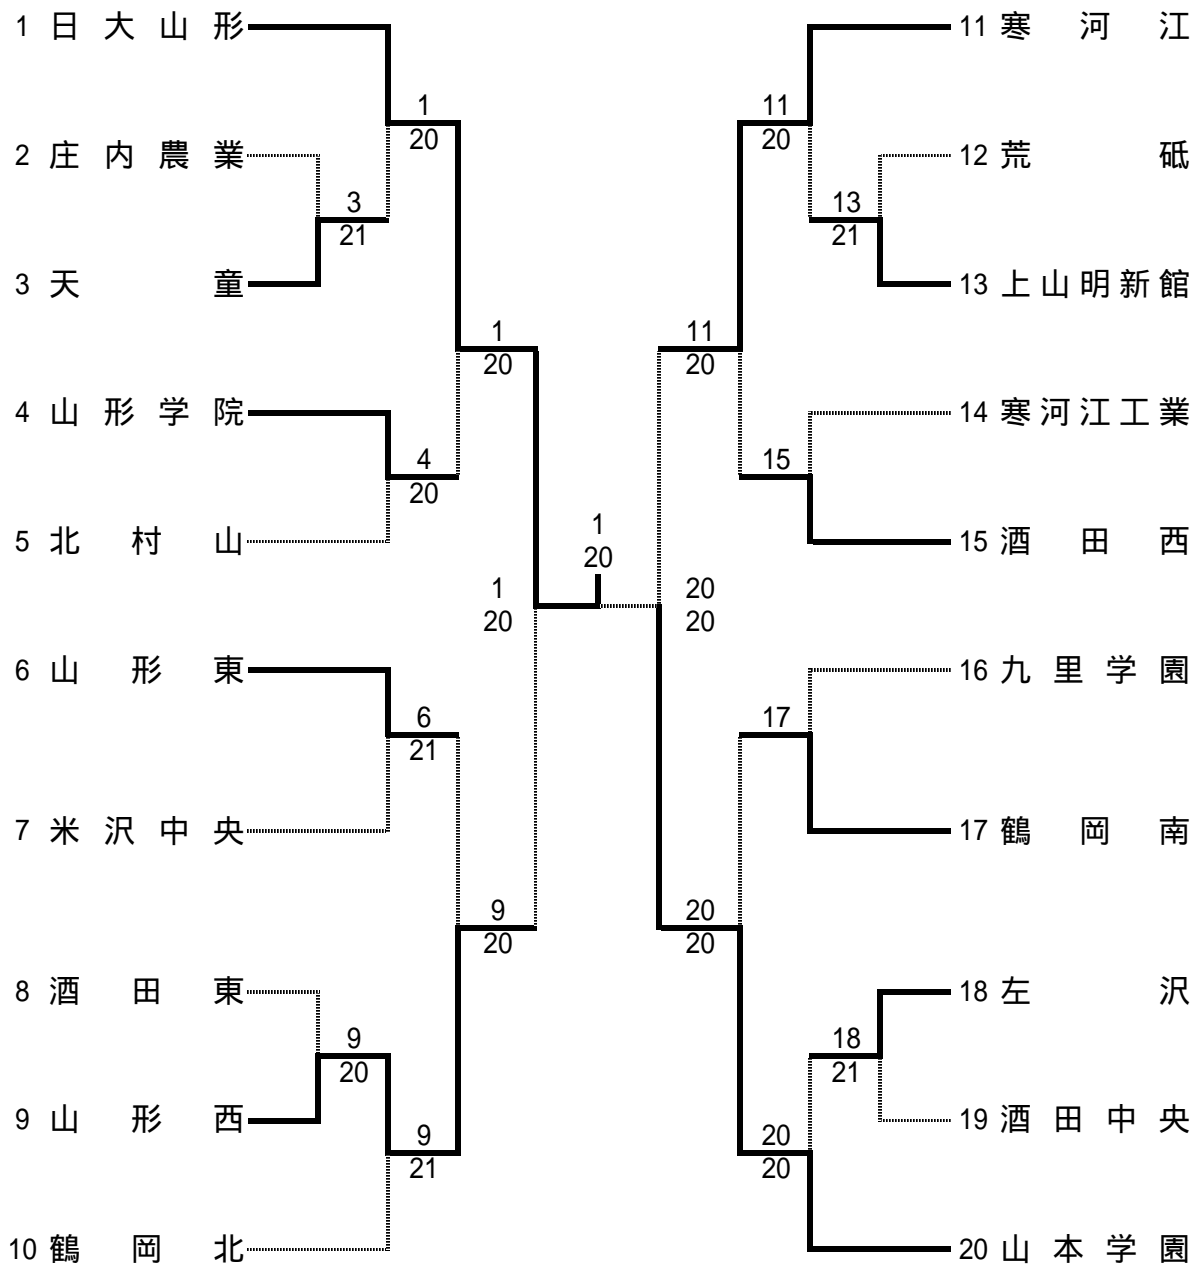 1 日大山形
2 庄内農業
3 天童
4 山形学院
5 北村山
6 山形東
7 米沢中央
8 酒田東
9 山形西
10 鶴岡北
3
21
9
20
1
20
4
20
6
21
9
21
1
20
9
20
1
20
1
20
20
20
11
20
20
20
11
20
15
17
20
20
13
21
18
21
11 寒河江
12 荒砥
13 上山明新館
14 寒河江工業
15 酒田西
16 九里学園
17 鶴岡南
18 左沢
19 酒田中央
20 山本学園